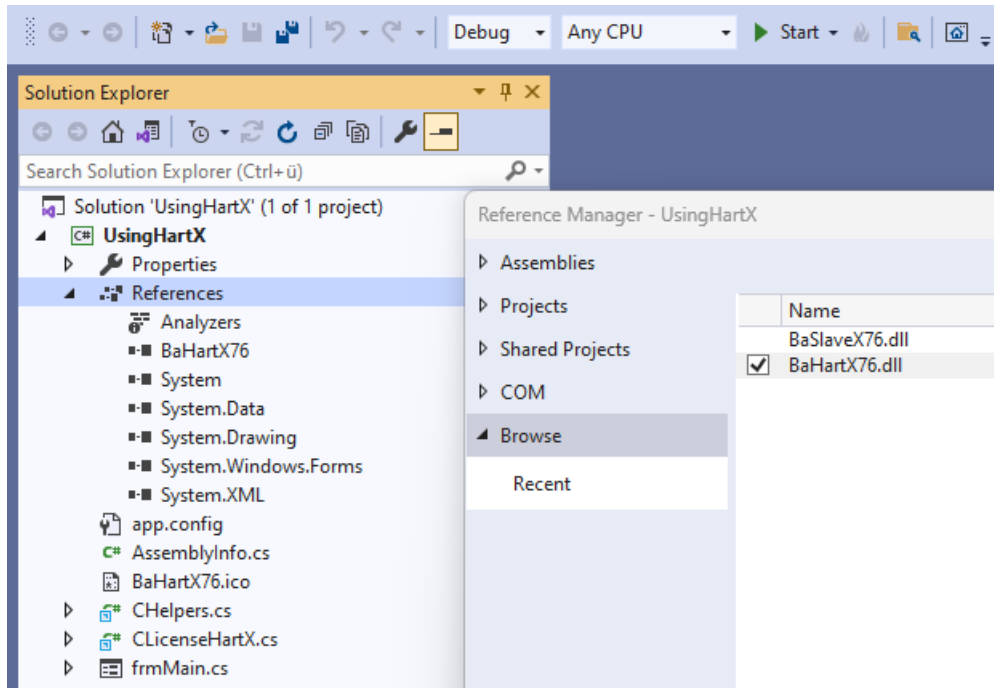 Debug
Any CPU
Start
Solution Explorer
Search Solution Explorer (Ctrl+ü)
Solution 'UsingHartX' (1 of 1 project)
C# UsingHartX
Properties
References
Analyzers
BaHartX76
System
System.Data
System.Drawing
System.Windows.Forms
System.XML
app.config
C# AssemblyInfo.cs
BaHartX76.ico
C# CHelpers.cs
C# CLicenseHartX.cs
frmMain.cs
Reference Manager - UsingHartX
Assemblies
Projects
Shared Projects
COM
Browse
Recent
Name
BaSlaveX76.dll
BaHartX76.dll